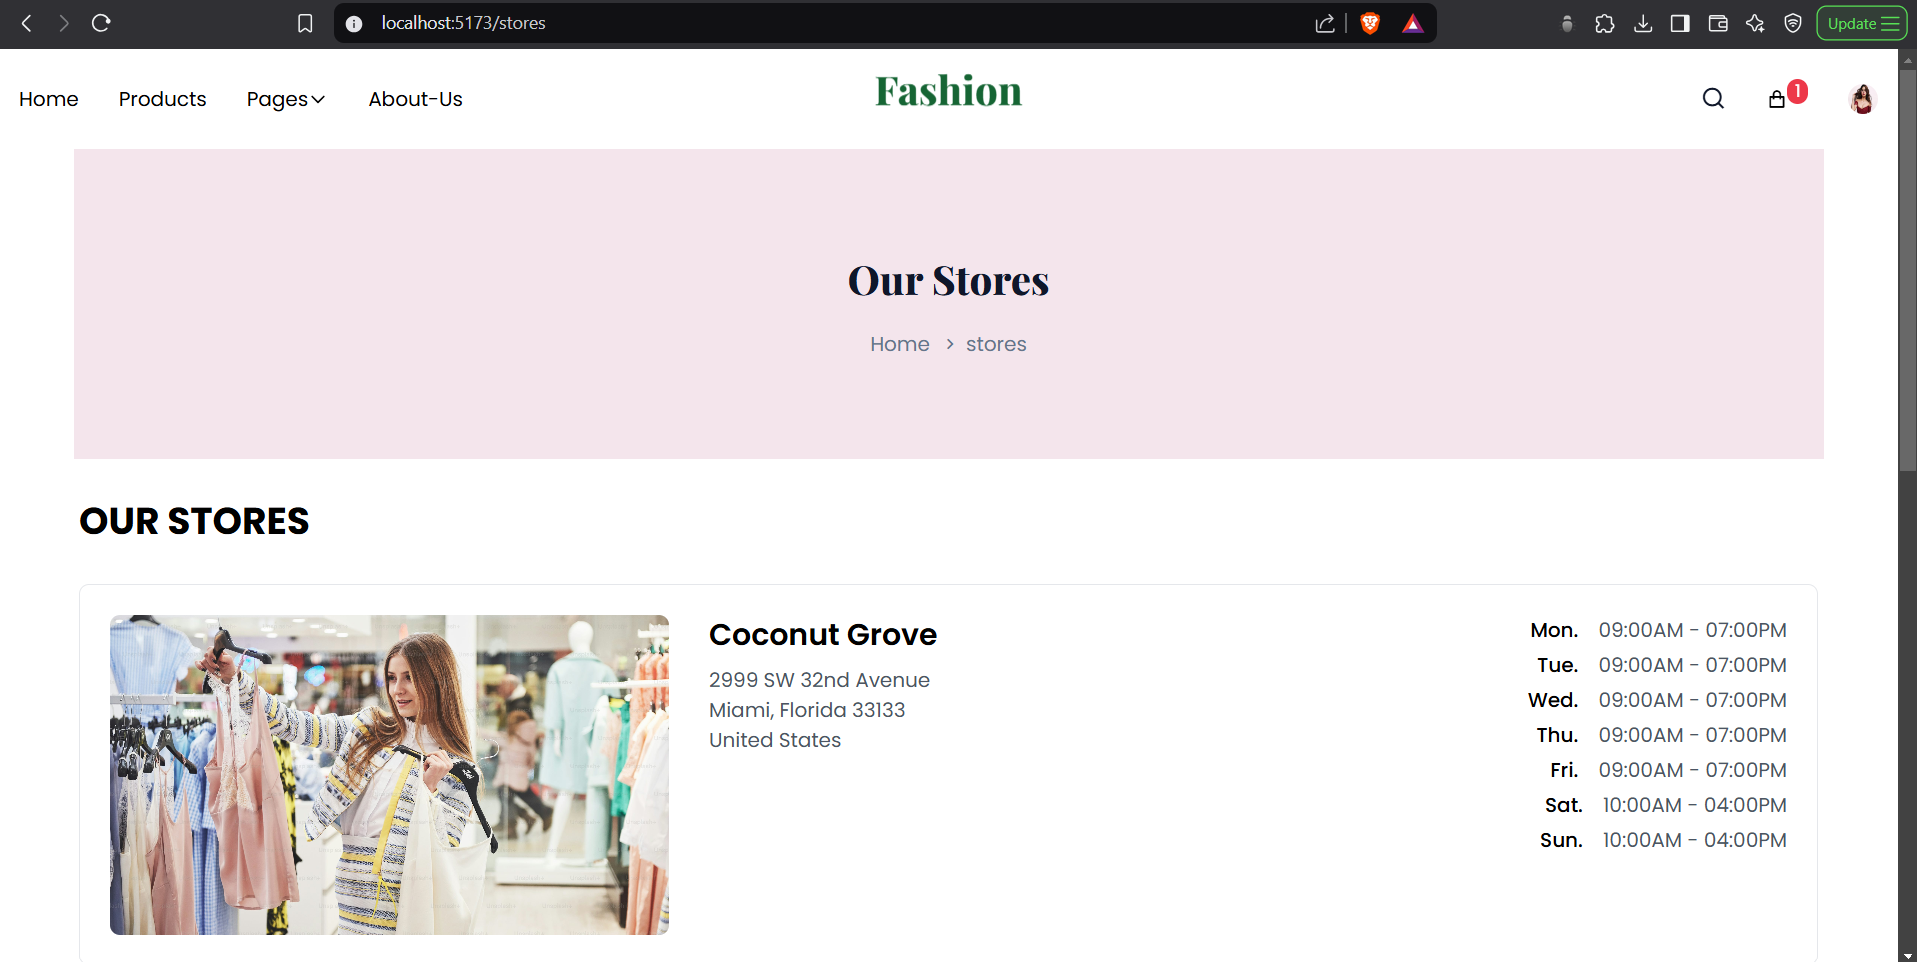 localhost:5173/stores
Update
Home Products Pages About-Us
Fashion
1
Our Stores
Home > stores
OUR STORES
Coconut Grove
2999 SW 32nd Avenue
Miami, Florida 33133
United States
Mon. 09:00AM - 07:00PM
Tue. 09:00AM - 07:00PM
Wed. 09:00AM - 07:00PM
Thu. 09:00AM - 07:00PM
Fri. 09:00AM - 07:00PM
Sat. 10:00AM - 04:00PM
Sun. 10:00AM - 04:00PM